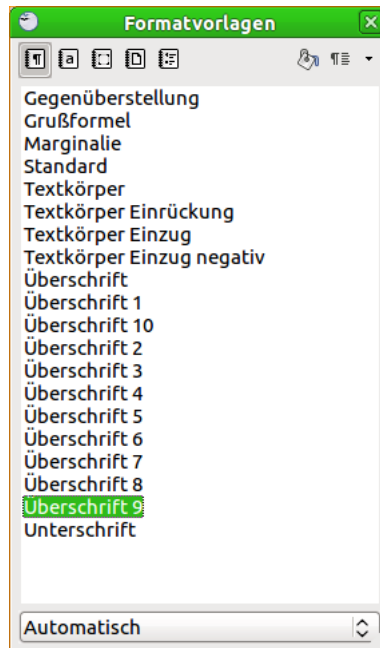 Formatvorlagen
Gegenüberstellung
Grußformel
Marginalie
Standard
Textkörper
Textkörper Einrückung
Textkörper Einzug
Textkörper Einzug negativ
Überschrift
Überschrift 1
Überschrift 10
Überschrift 2
Überschrift 3
Überschrift 4
Überschrift 5
Überschrift 6
Überschrift 7
Überschrift 8
Überschrift 9
Unterschrift
Automatisch